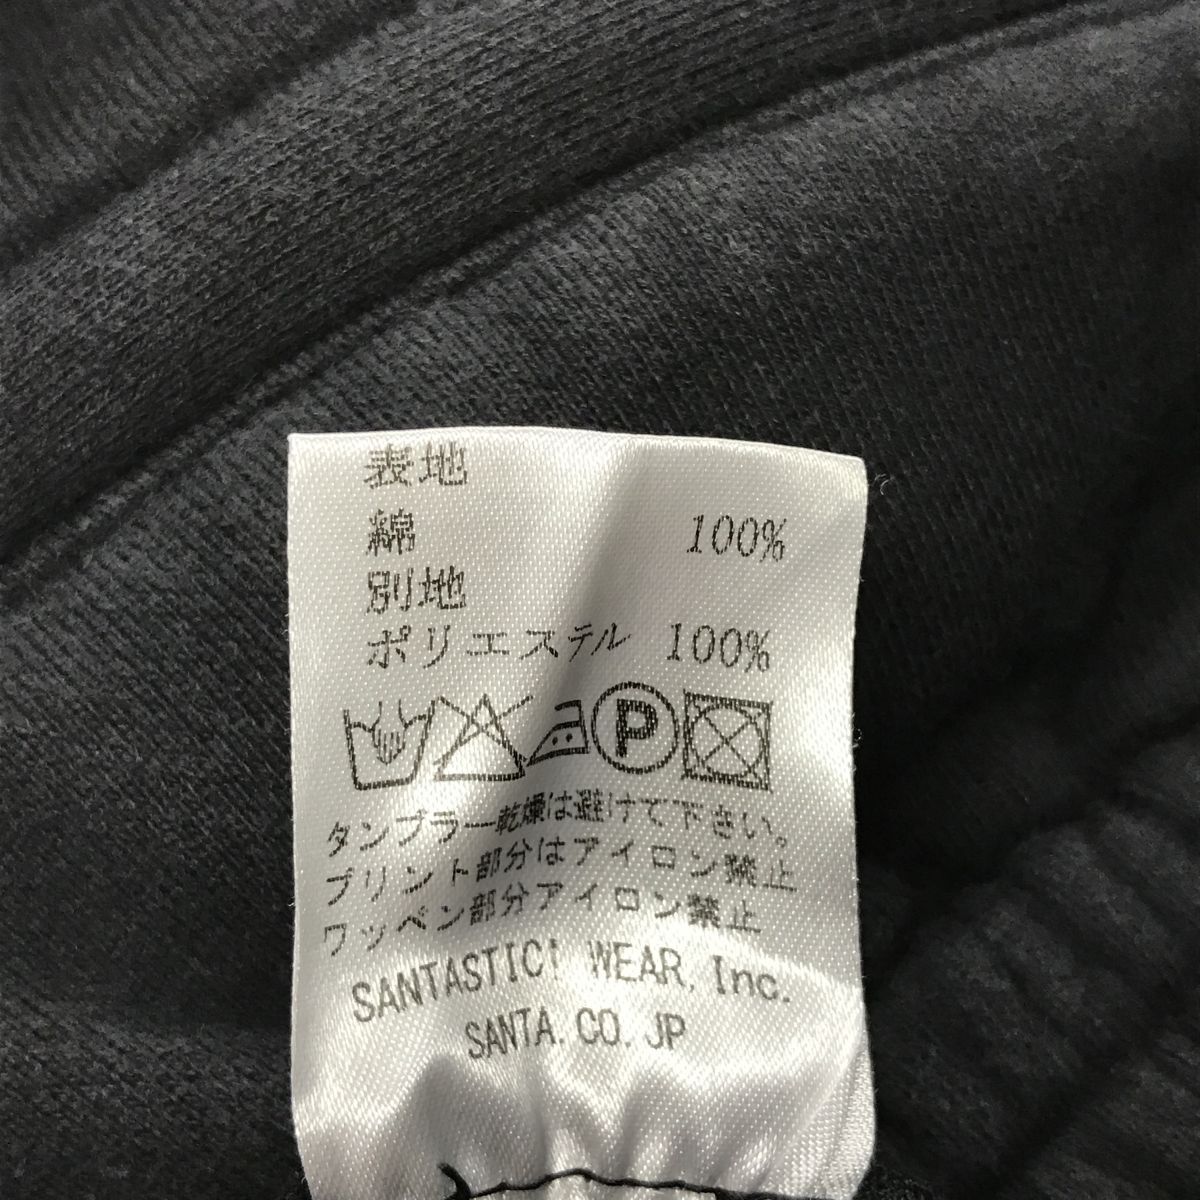 表地
綿 100%
別地
ポリエステル 100%
P
タンブラー乾燥は避けて下さい。
プリント部分はアイロン禁止
ワッペン部分アイロン禁止
SANTASTIC! WEAR, Inc.
SANTA.CO.JP